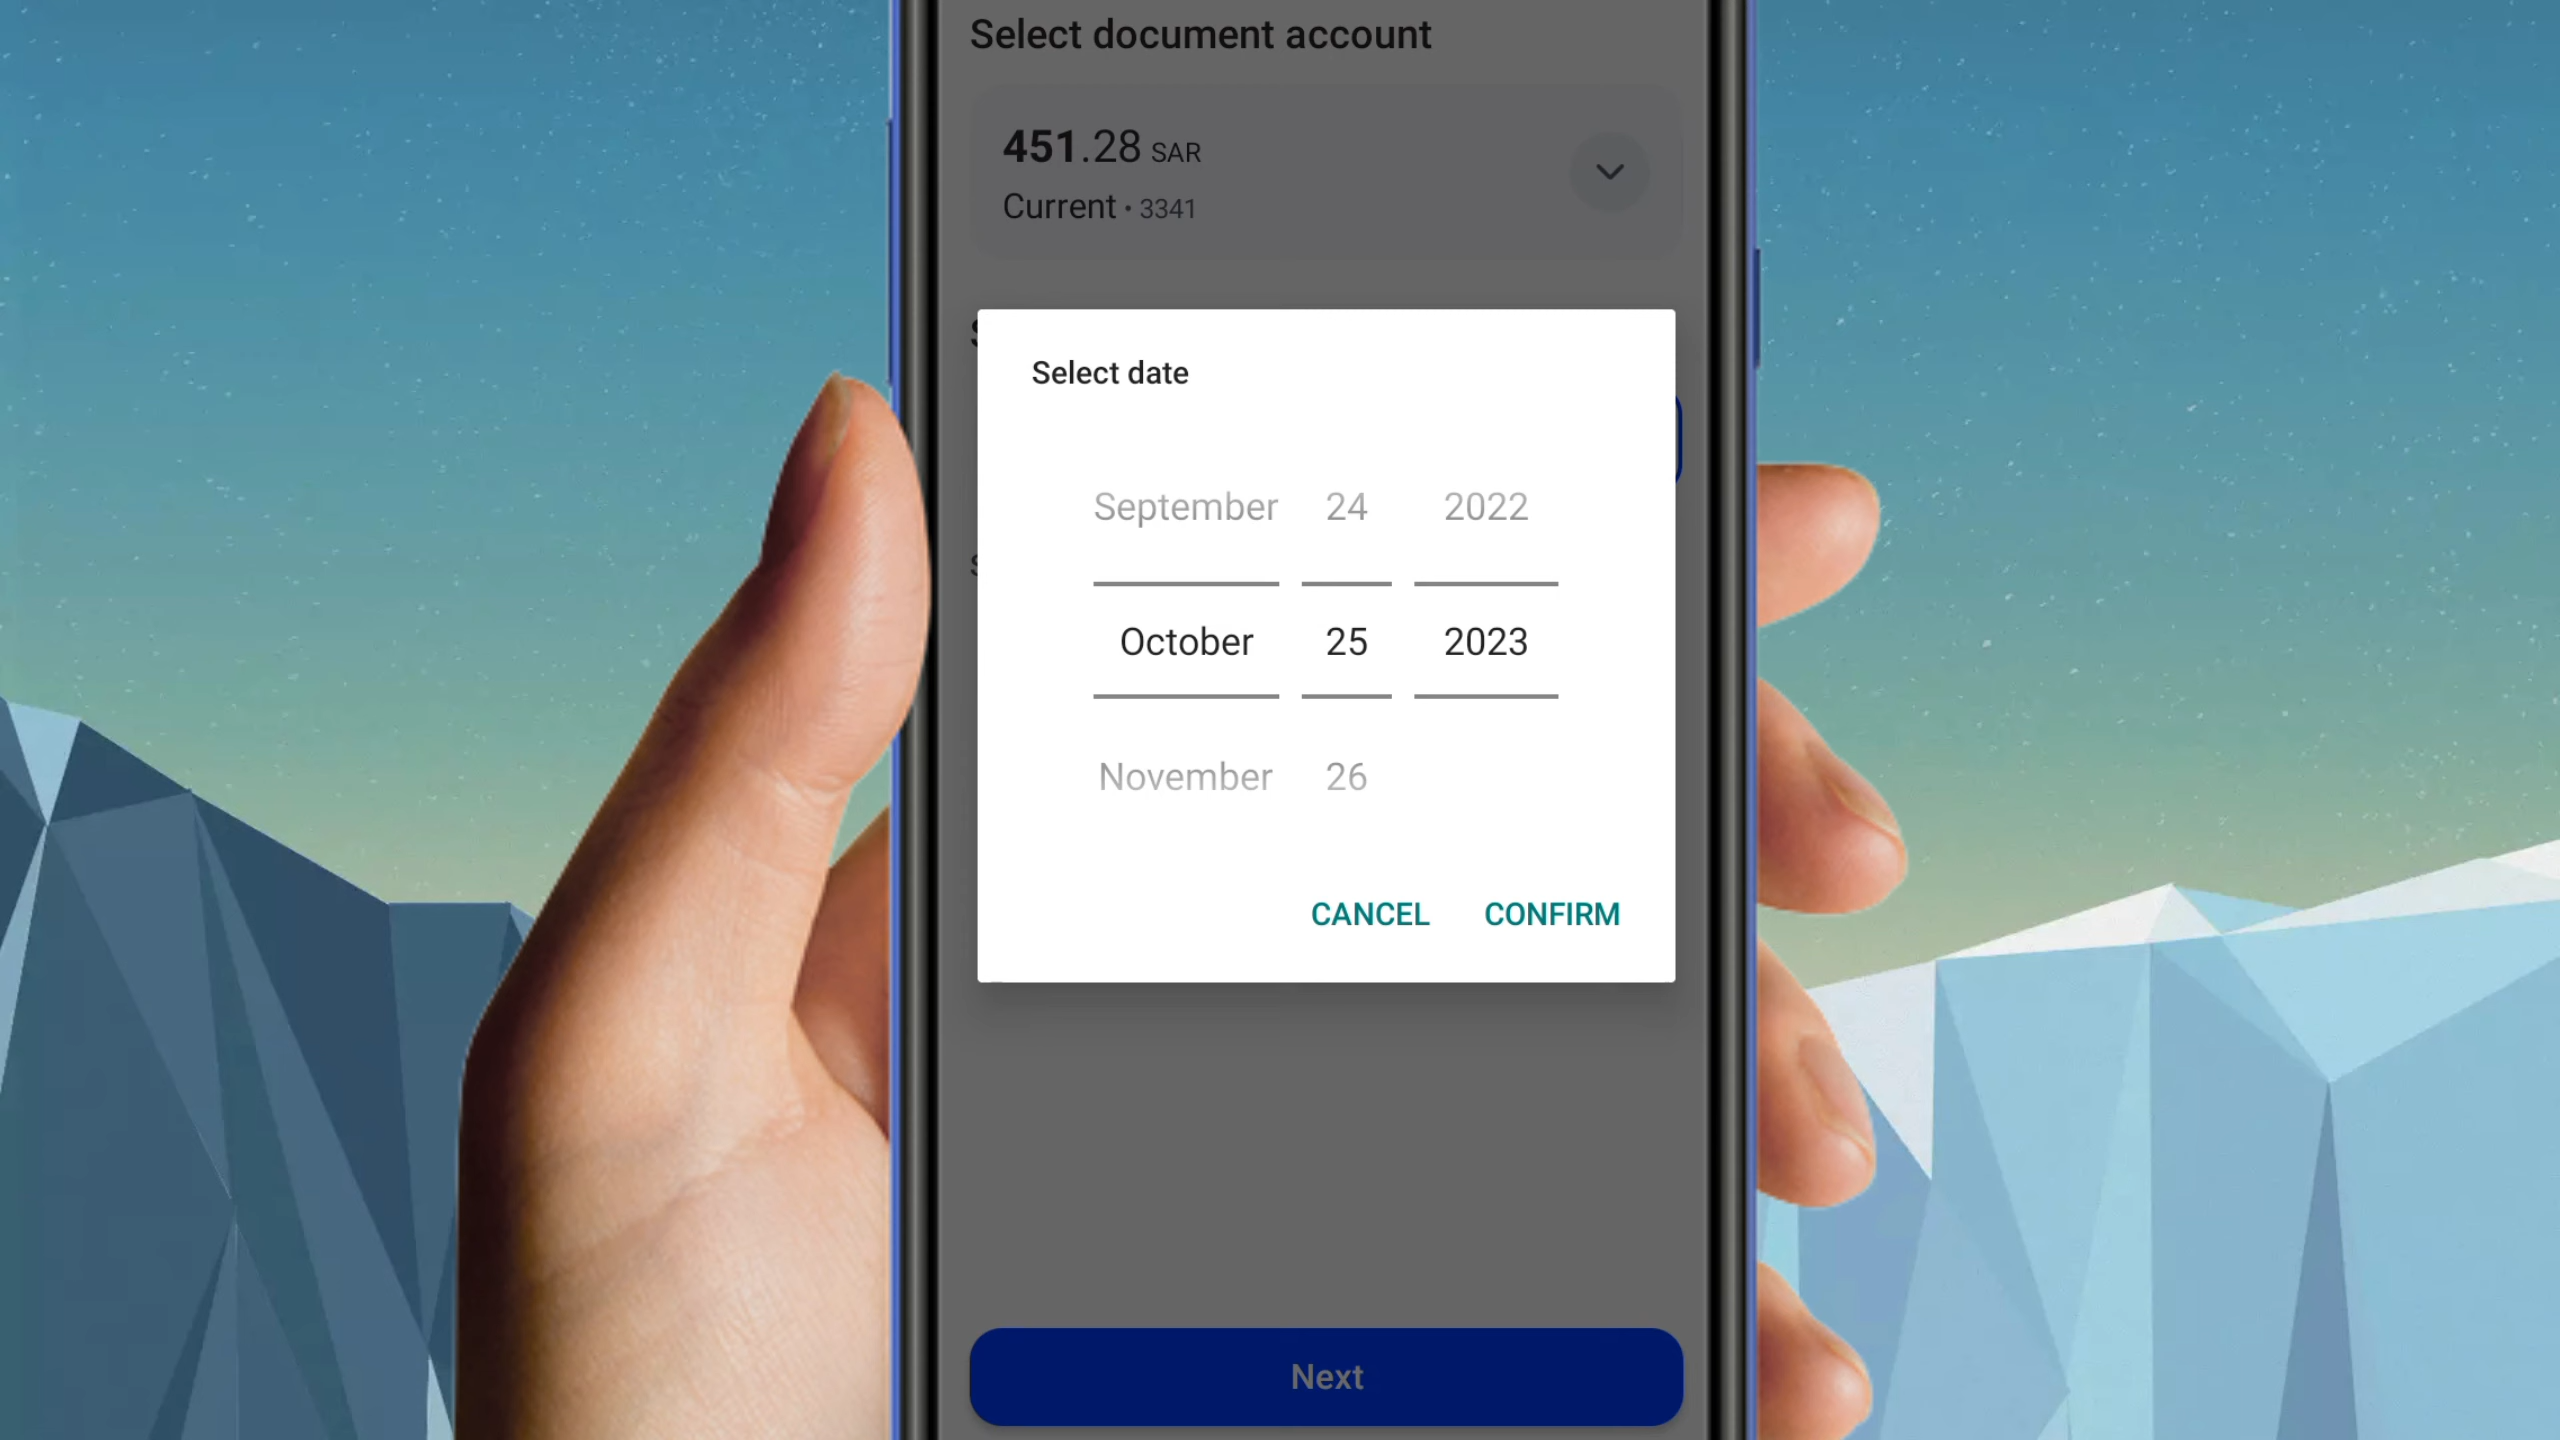 Select document account
451.28 SAR
Current • 3341
Select date
September 24 2022
October 25 2023
November 26
CANCEL CONFIRM
Next